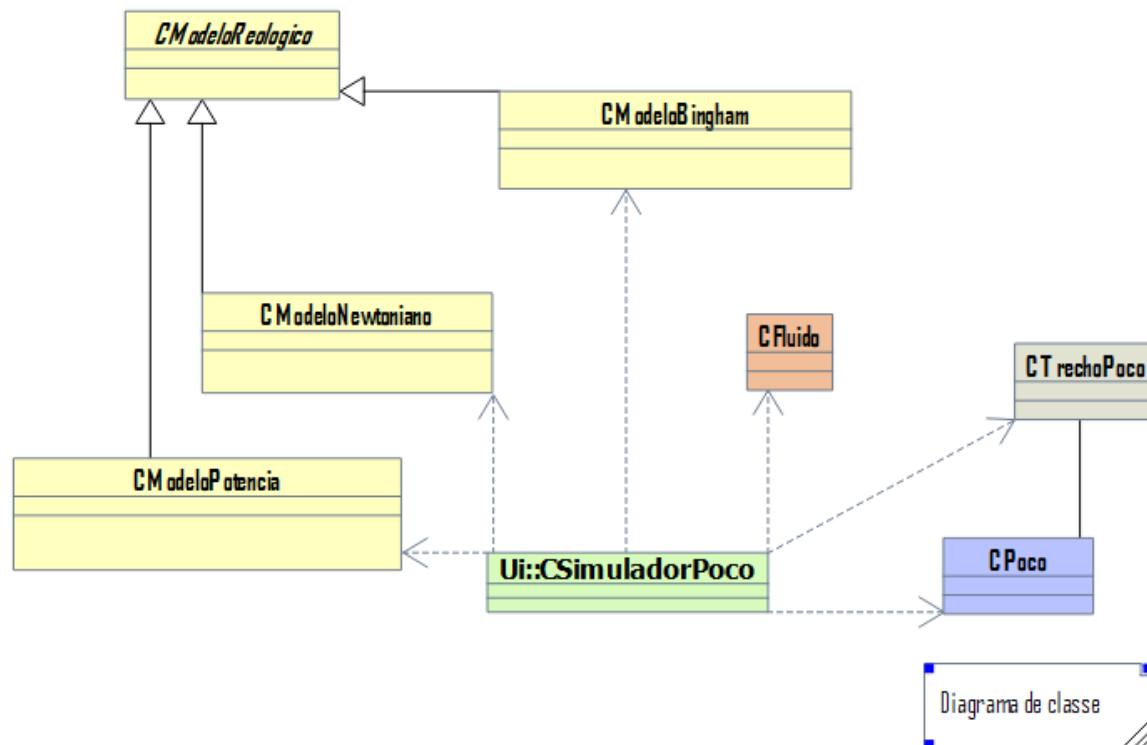 CModeloReologico
CModeloBingham
CModeloNewtoniano
CFluido
CTrechoPoco
CModeloPotencia
Ui::CSimuladorPoco
CPoco
Diagrama de classe